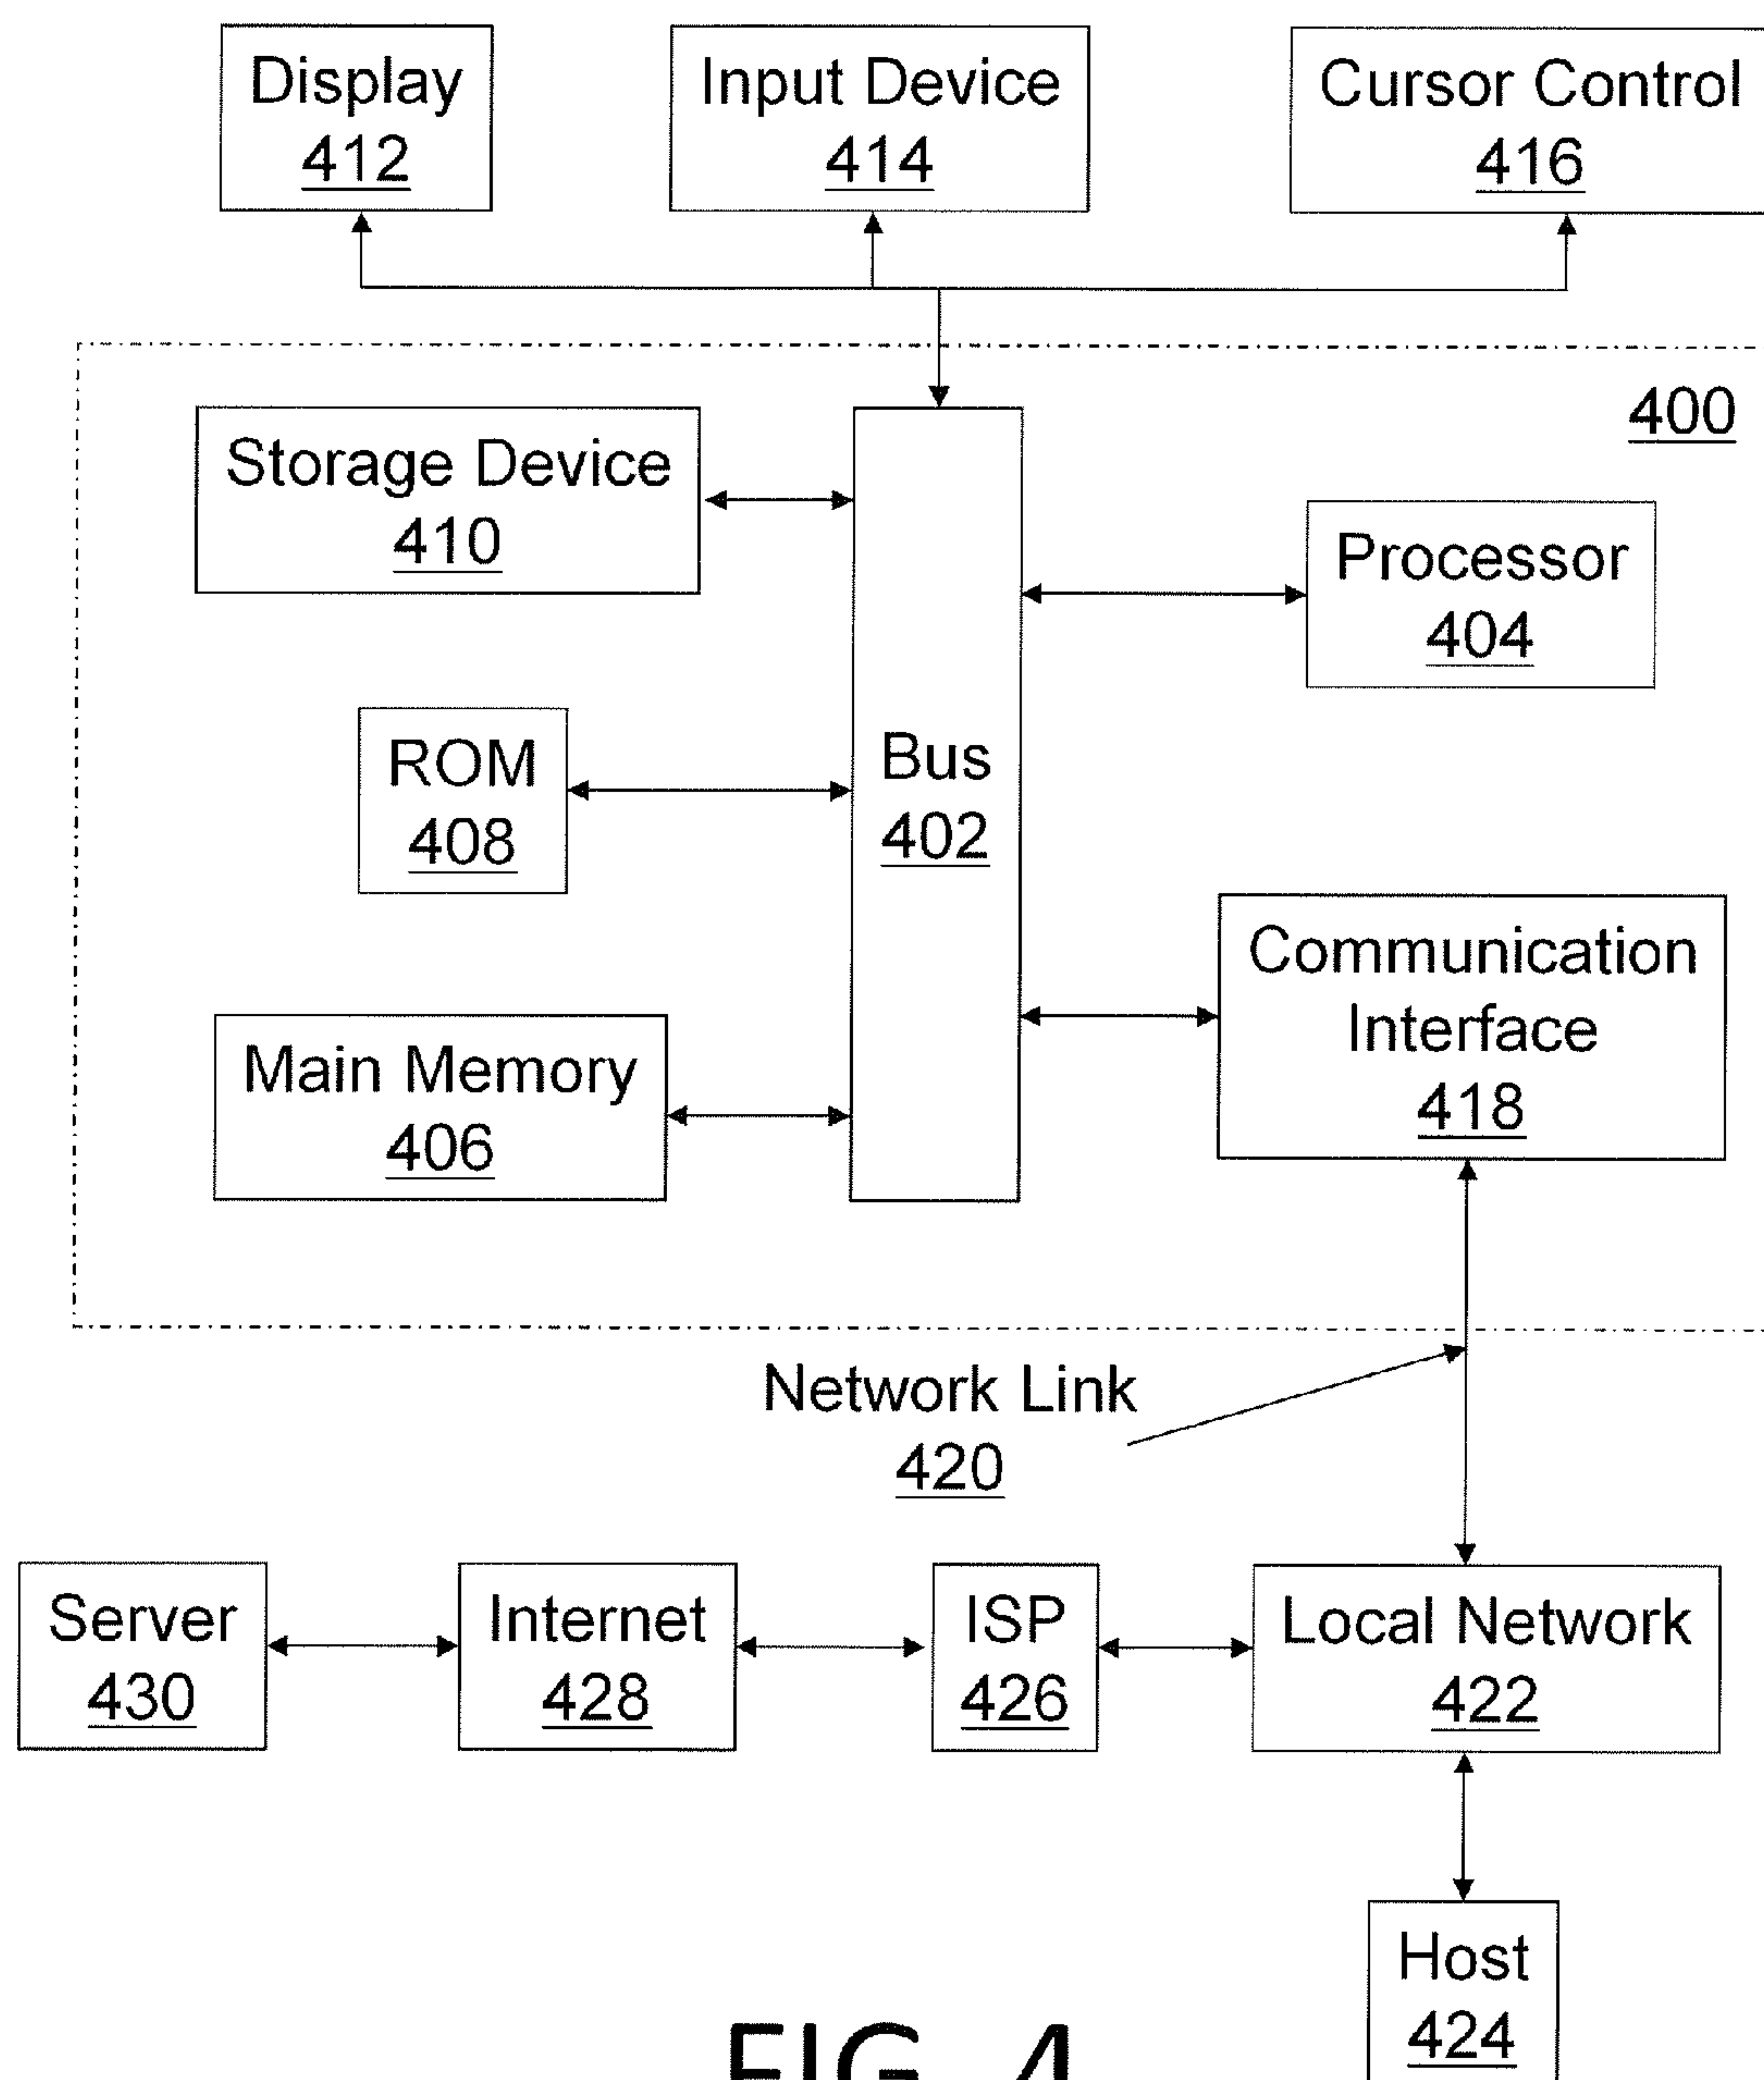 Display
412
Input Device
414
Cursor Control
416
400
Storage Device
410
Processor
404
ROM
408
Bus
402
Communication
Interface
418
Main Memory
406
Network Link
420
Server
430
Internet
428
ISP
426
Local Network
422
Host
424
FIG. 4